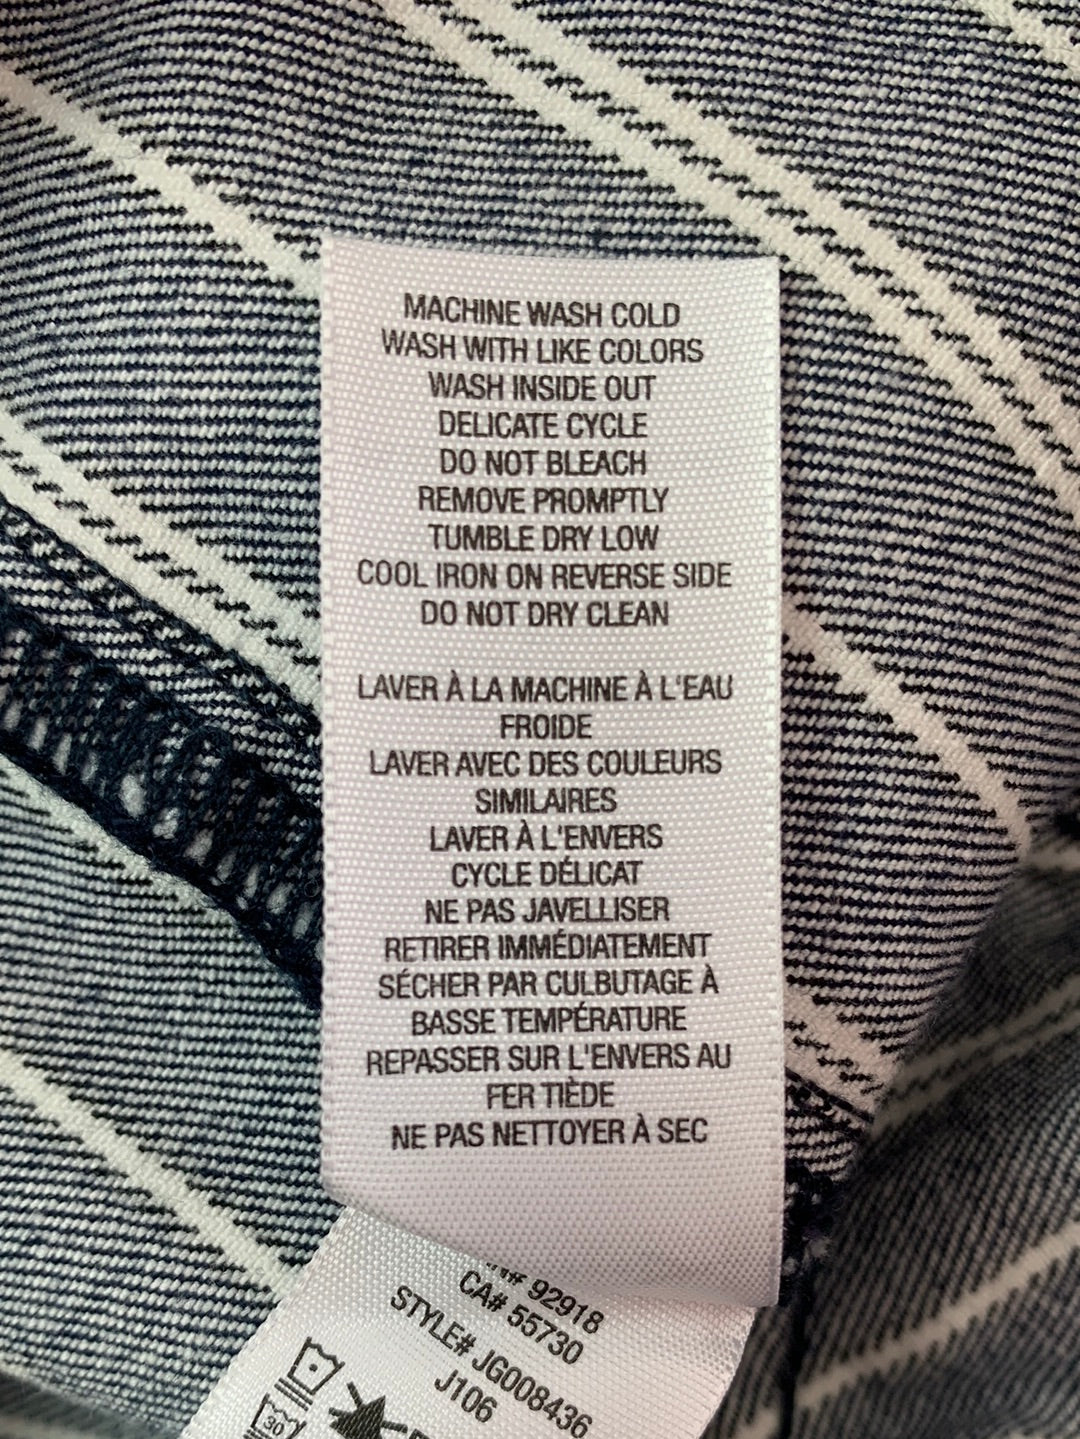 MACHINE WASH COLD
WASH WITH LIKE COLORS
WASH INSIDE OUT
DELICATE CYCLE
DO NOT BLEACH
REMOVE PROMPTLY
TUMBLE DRY LOW
COOL IRON ON REVERSE SIDE
DO NOT DRY CLEAN
LAVER À LA MACHINE À L'EAU
FROIDE
LAVER AVEC DES COULEURS
SIMILAIRES
LAVER À L'ENVERS
CYCLE DÉLICAT
NE PAS JAVELLISER
RETIRER IMMÉDIATEMENT
SÉCHER PAR CULBUTAGE À
BASSE TEMPÉRATURE
REPASSER SUR L'ENVERS AU
FER TIÈDE
NE PAS NETTOYER À SEC
92918
CA# 55730
STYLE# JG008436
J106
30